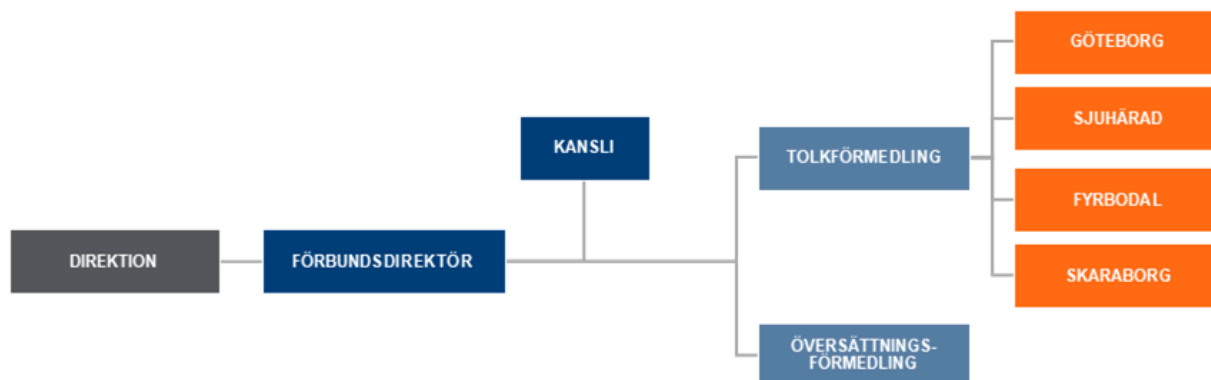 DIREKTION
FÖRBUNDSDIREKTÖR
KANSLI
TOLKFÖRMEDLING
ÖVERSÄTTNINGS-
FÖRMEDLING
GÖTEBORG
SJUHÄRAD
FYRBODAL
SKARABORG